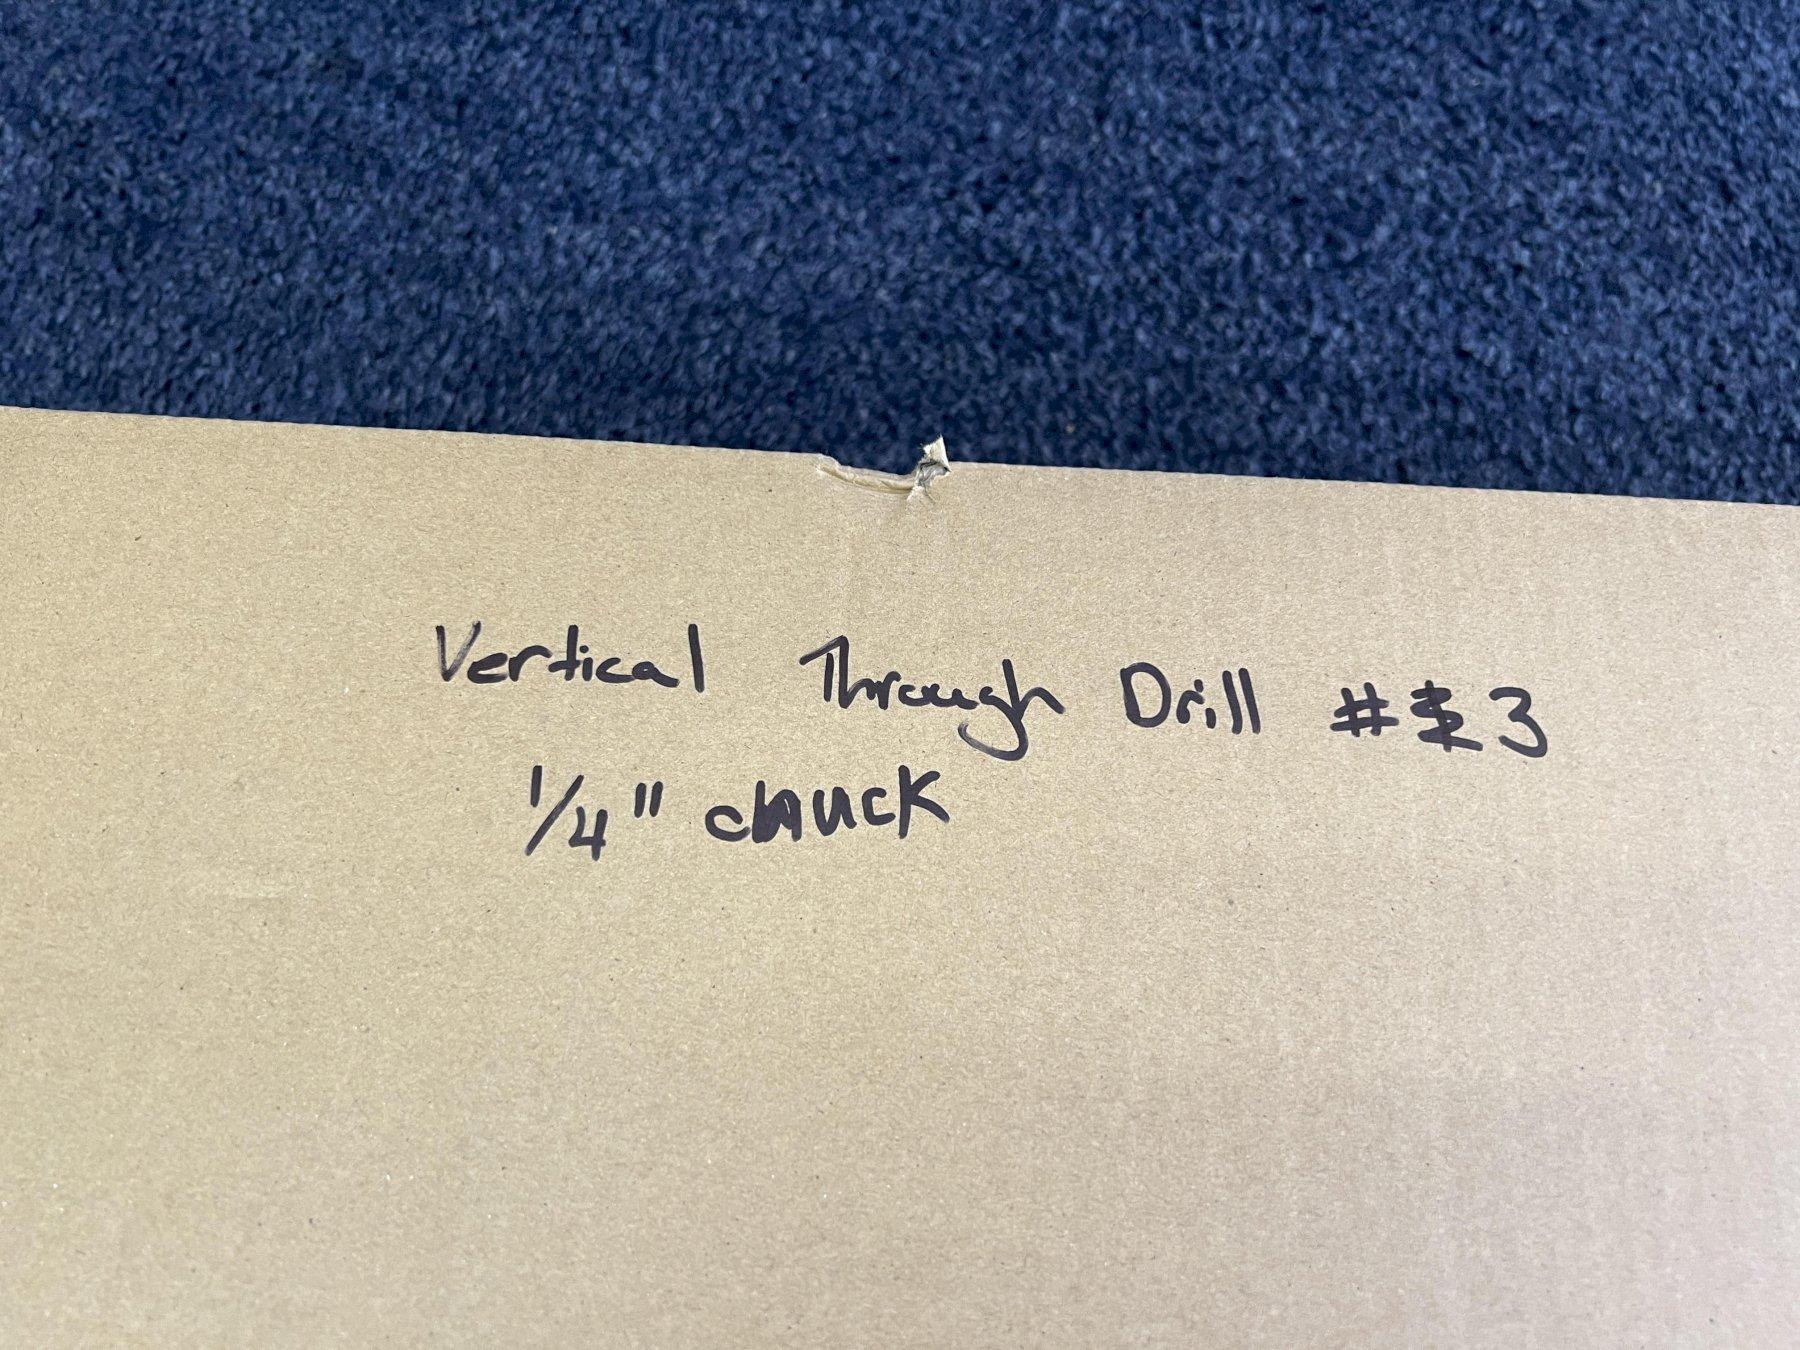 Vertical Through Drill #3
1/4" chuck